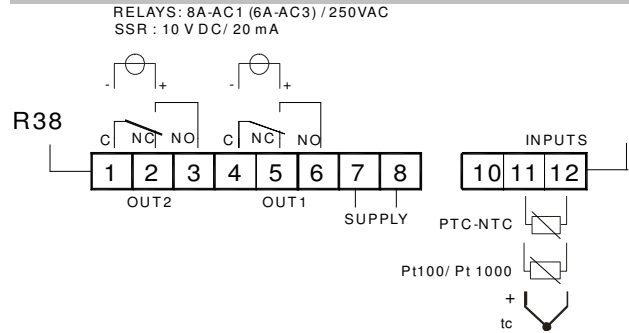 RELAYS: 8A-AC1 (6A-AC3) / 250VAC
SSR : 10 V DC/ 20 mA
- + - +
R38
C NC NO C NC NO INPUTS
1 2 3 4 5 6 7 8 10 11 12
OUT2 OUT1
SUPPLY
PTC-NTC
Pt100/ Pt 1000
+
tc